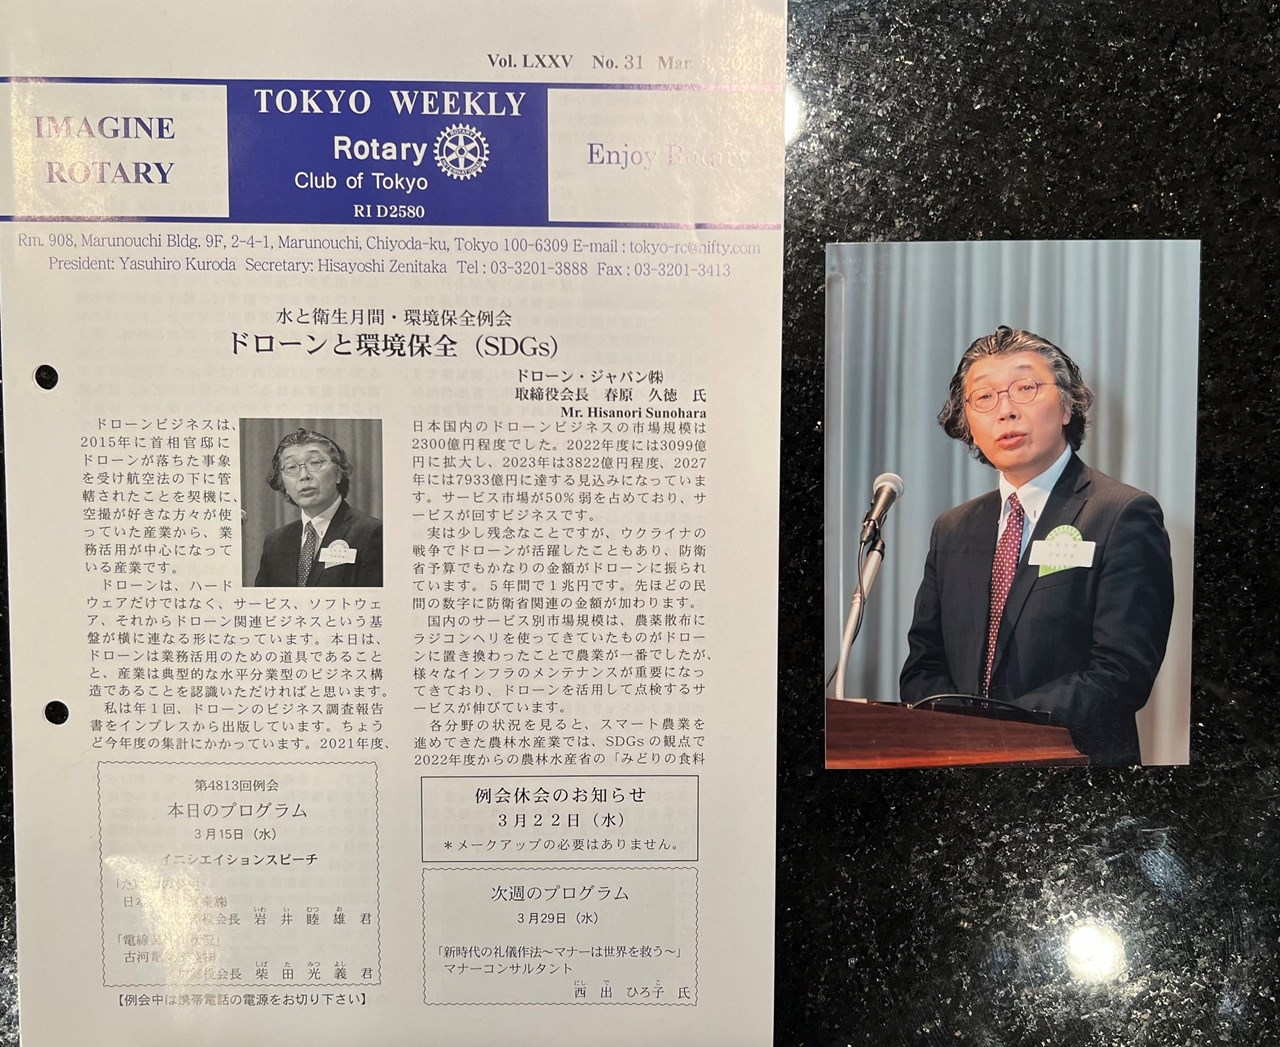 Vol. LXXV No. 31 Mar.
IMAGINE
ROTARY
TOKYO WEEKLY
Rotary
Club of Tokyo
RI D2580
Enjoy Rotary
Rm. 908, Marunouchi Bldg. 9F, 2-4-1, Marunouchi, Chiyoda-ku, Tokyo 100-6309 E-mail : tokyo-rc@nifty.com
President: Yasuhiro Kuroda Secretary: Hisayoshi Zenitaka Tel : 03-3201-3888 Fax : 03-3201-3413
水と衛生月間・環境保全例会
ドローンと環境保全（SDGs）
ドローン・ジャパン㈱
取締役会長 春原 久徳 氏
Mr. Hisanori Sunohara
ドローンビジネスは、
2015年に首相官邸に
ドローンが落ちた事象
を受け航空法の下に管
轄されたことを契機に、
空撮が好きな方々が使
っていた産業から、業
務活用が中心になって
いる産業です。
ドローンは、ハード
ウェアだけではなく、サービス、ソフトウェ
ア、それからドローン関連ビジネスという基
盤が横に連なる形になっています。本日は、
ドローンは業務活用のための道具であること
と、産業は典型的な水平分業型のビジネス構
造であることを認識いただければと思います。
私は年１回、ドローンのビジネス調査報告
書をインプレスから出版しています。ちょう
ど今年度の集計にかかっています。2021年度、
日本国内のドローンビジネスの市場規模は
2300億円程度でした。2022年度には3099億
円に拡大し、2023年は3822億円程度、2027
年には7933億円に達する見込みになっていま
す。サービス市場が50％弱を占めており、サ
ービスが回すビジネスです。
実は少し残念なことですが、ウクライナの
戦争でドローンが活躍したこともあり、防衛
省予算でもかなりの金額がドローンに振られ
ています。５年間で１兆円です。先ほどの民
間の数字に防衛省関連の金額が加わります。
国内のサービス別市場規模は、農薬散布に
ラジコンヘリを使ってきていたものがドロー
ンに置き換わったことで農業が一番でしたが、
様々なインフラのメンテナンスが重要になっ
てきており、ドローンを活用して点検するサ
ービスが伸びています。
各分野の状況を見ると、スマート農業を
進めてきた農林水産業では、SDGs の観点で
2022年度からの農林水産省の「みどりの食料
第4813回例会
本日のプログラム
３月15日（水）
イニシエイションスピーチ
日本
役会長 岩井睦雄 君
いわ い むつ お
「電線
古河電
取締役会長 柴田光義 君
しば た みつ よし
【例会中は携帯電話の電源をお切り下さい】
例会休会のお知らせ
３月２２日（水）
＊メークアップの必要はありません。
次週のプログラム
３月29日（水）
「新時代の礼儀作法〜マナーは世界を救う〜」
マナーコンサルタント
にし で こ
西出 ひろ子 氏